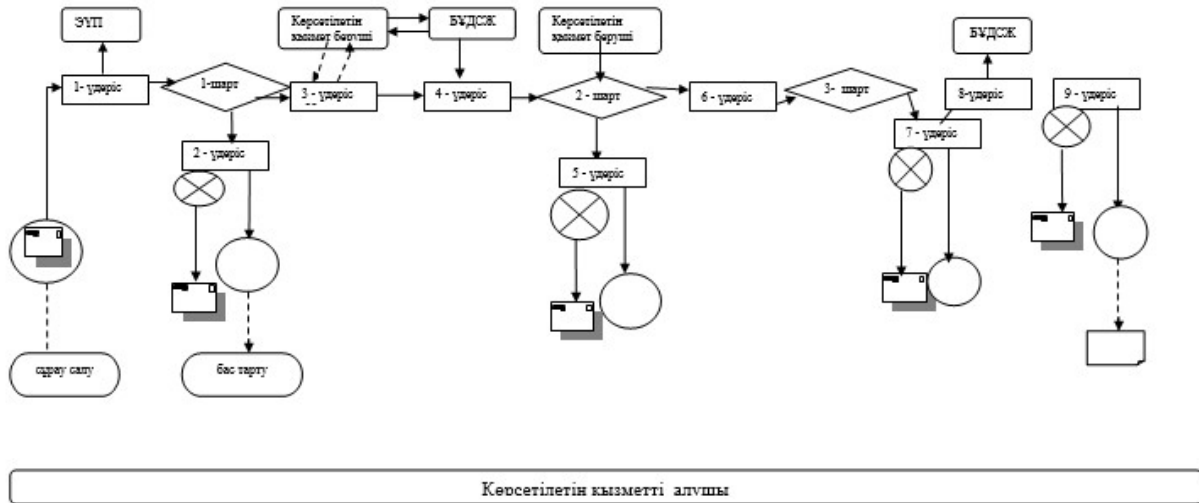 ЭҮП
Көрсетілетін
қызмет беруші
БҰДСЖ
Көрсетілетін
қызмет беруші
БҰДСЖ
1- үдеріс
1-шарт
3 - үдеріс
4 - үдеріс
2 - шарт
6 - үдеріс
3- шарт
8-үдеріс
9 - үдеріс
7 - үдеріс
2 - үдеріс
5 - үдеріс
сұрау салу
бас тарту
Көрсетілетін қызметті алушы